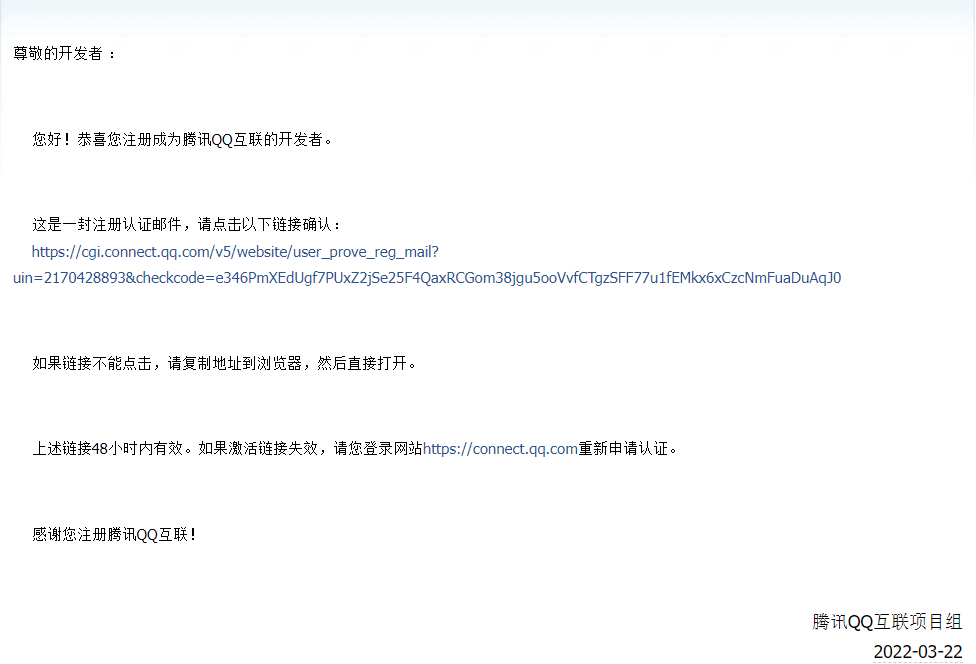 尊敬的开发者：
您好！恭喜您注册成为腾讯QQ互联的开发者。
这是一封注册认证邮件，请点击以下链接确认：
https://cgi.connect.qq.com/v5/website/user_prove_reg_mail?
uin=2170428893&checkcode=e346PmXEdUgf7PUxZ2jSe25F4QaxRCGom38jgu5ooVvfCTgzSFF77u1fEMkx6xCzcNmFuaDuAqJ0
如果链接不能点击，请复制地址到浏览器，然后直接打开。
上述链接48小时内有效。如果激活链接失效，请您登录网站https://connect.qq.com重新申请认证。
感谢您注册腾讯QQ互联！
腾讯QQ互联项目组
2022-03-22